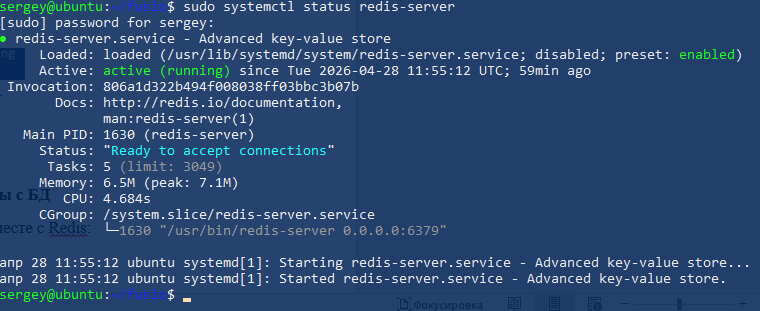 sergey@ubuntu:~/iusie$ sudo systemctl status redis-server
[sudo] password for sergey:
● redis-server.service - Advanced key-value store
Loaded: loaded (/usr/lib/systemd/system/redis-server.service; disabled; preset: enabled)
Active: active (running) since Tue 2026-04-28 11:55:12 UTC; 59min ago
Invocation: 806a1d322b494f008038ff03bbc3b07b
Docs: http://redis.io/documentation,
man:redis-server(1)
Main PID: 1630 (redis-server)
Status: "Ready to accept connections"
Tasks: 5 (limit: 3049)
Memory: 6.5M (peak: 7.1M)
ы с БД
CPU: 4.684s
CGroup: /system.slice/redis-server.service
есте с Redis:
└─1630 "/usr/bin/redis-server 0.0.0.0:6379"
апр 28 11:55:12 ubuntu systemd[1]: Starting redis-server.service - Advanced key-value store...
апр 28 11:55:12 ubuntu systemd[1]: Started redis-server.service - Advanced key-value store.
sergey@ubuntu:$
Фокусировка